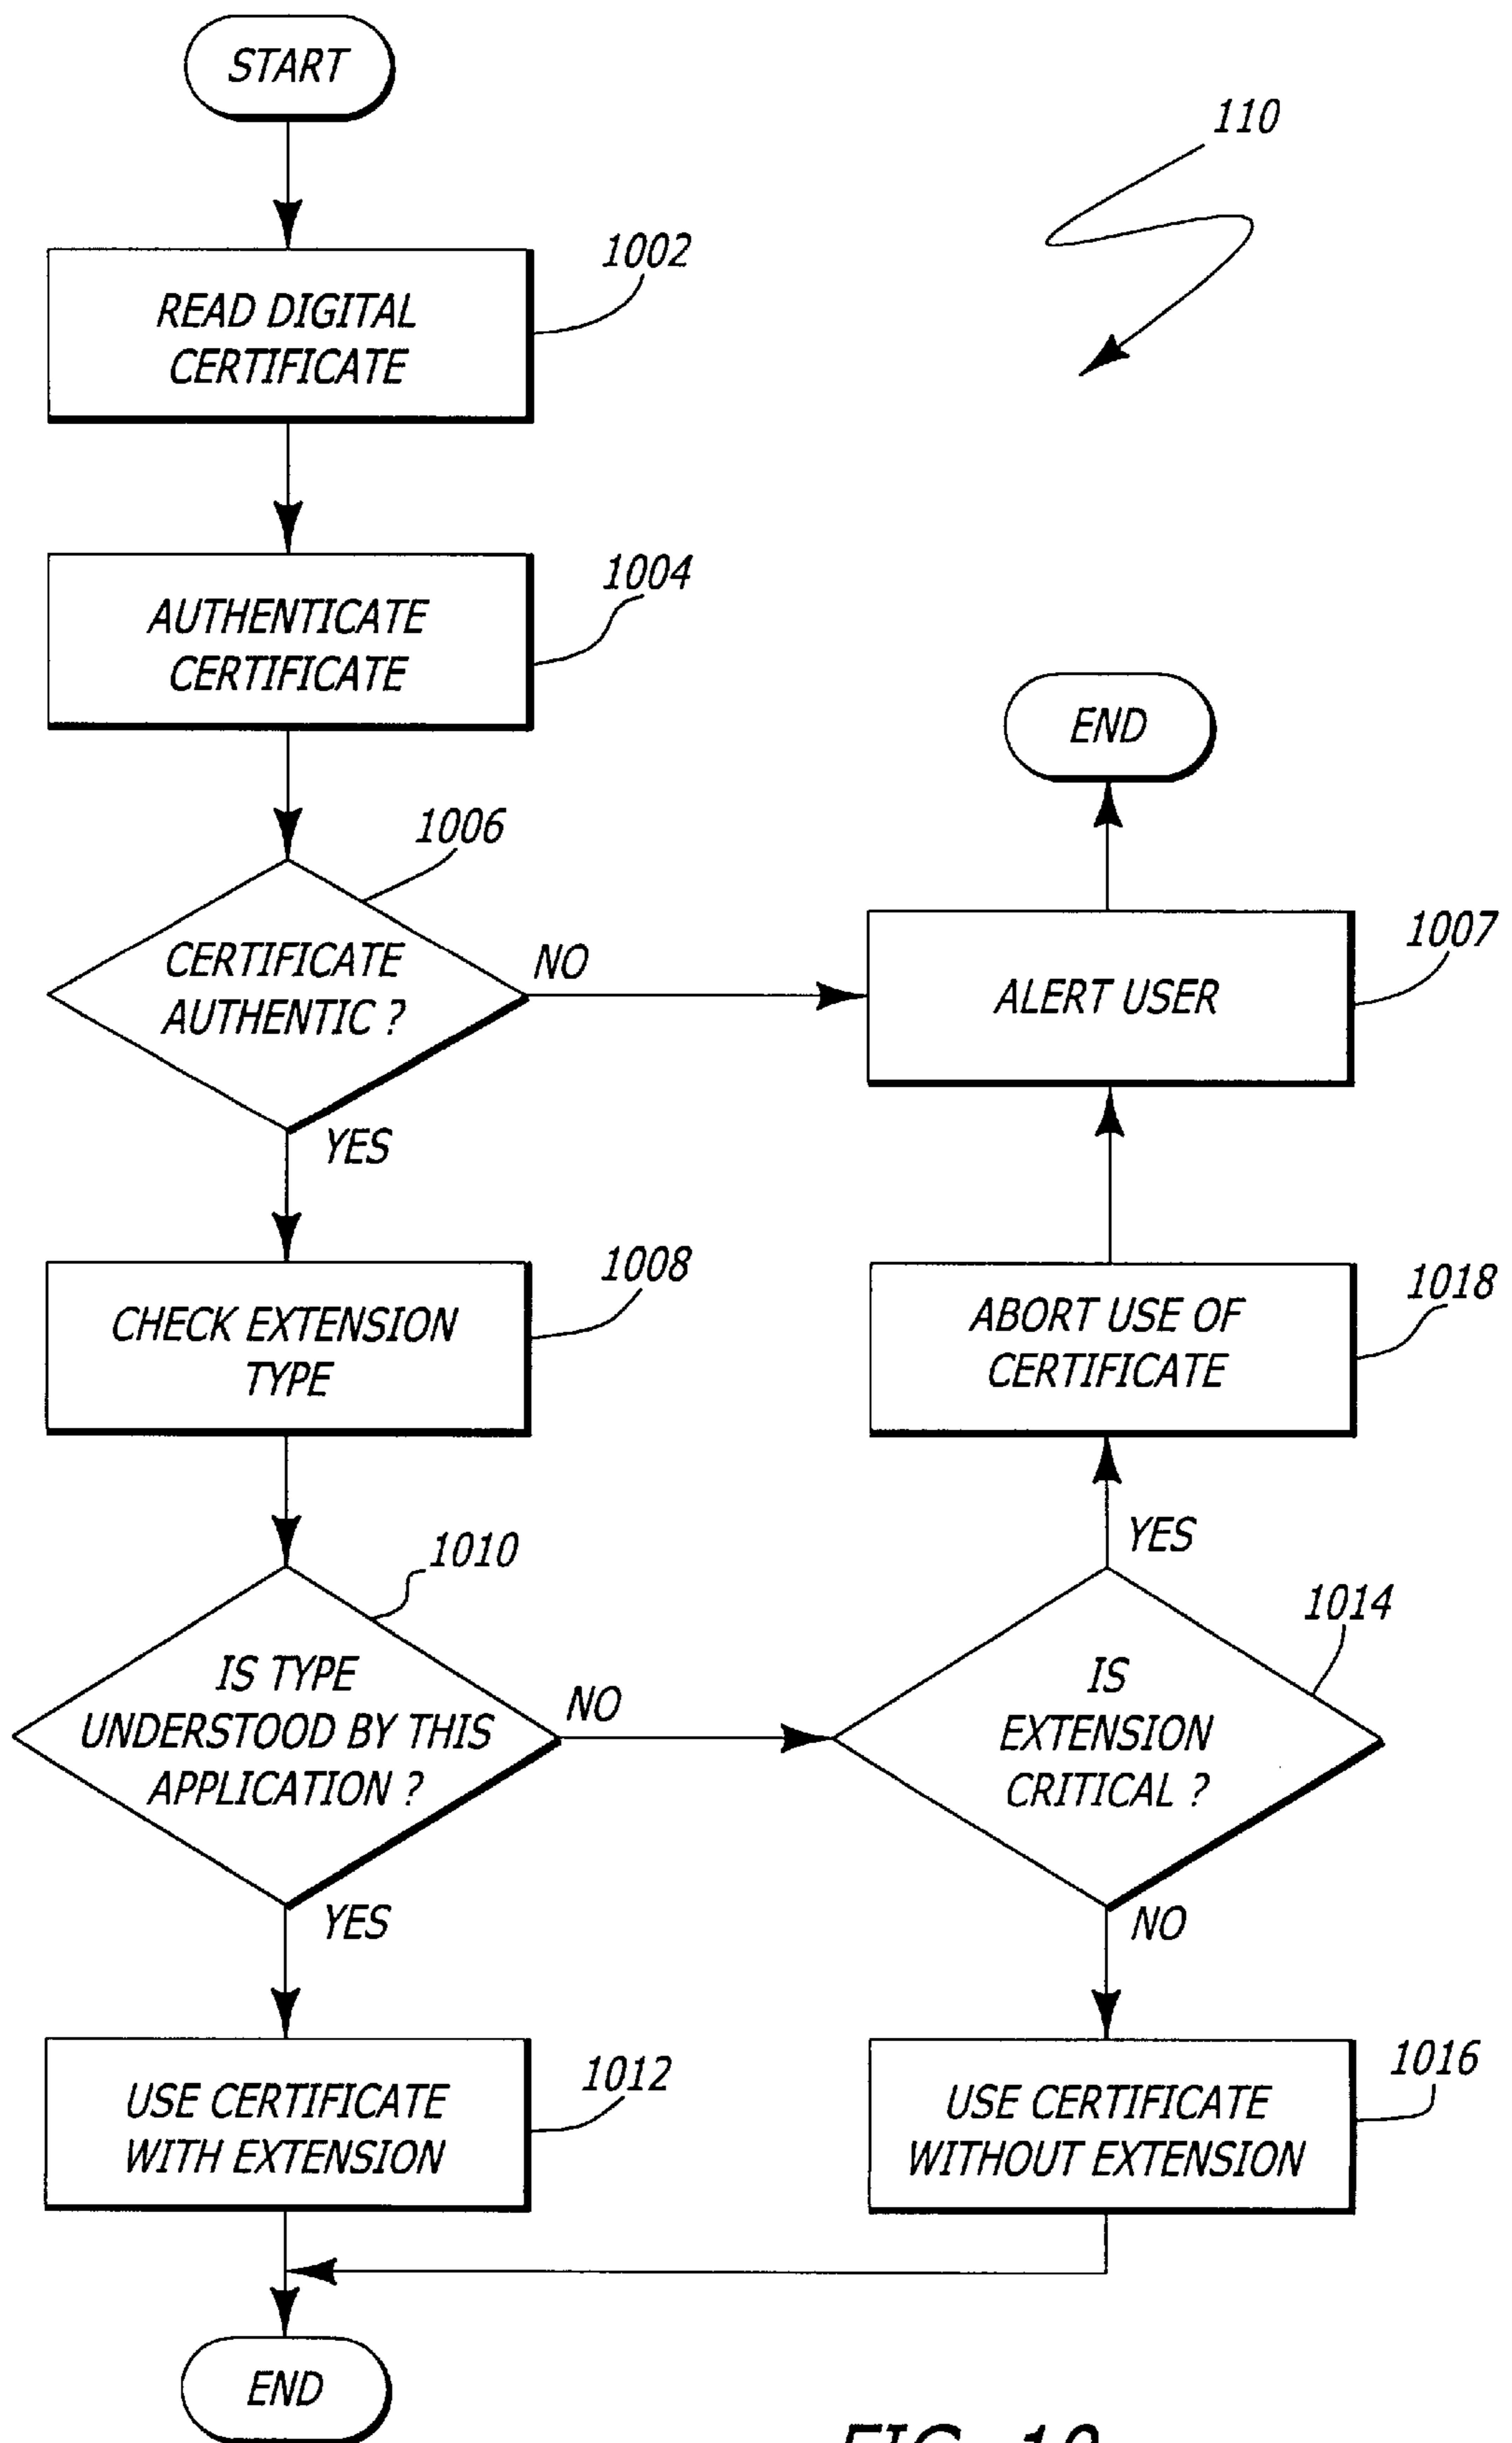 START
110
1002
READ DIGITAL
CERTIFICATE
1004
AUTHENTICATE
CERTIFICATE
END
1006
CERTIFICATE
AUTHENTIC ?
NO
1007
ALERT USER
YES
1008
CHECK EXTENSION
TYPE
1018
ABORT USE OF
CERTIFICATE
YES
1010
IS TYPE
UNDERSTOOD BY THIS
APPLICATION ?
NO
1014
IS
EXTENSION
CRITICAL ?
YES
NO
1012
USE CERTIFICATE
WITH EXTENSION
1016
USE CERTIFICATE
WITHOUT EXTENSION
END